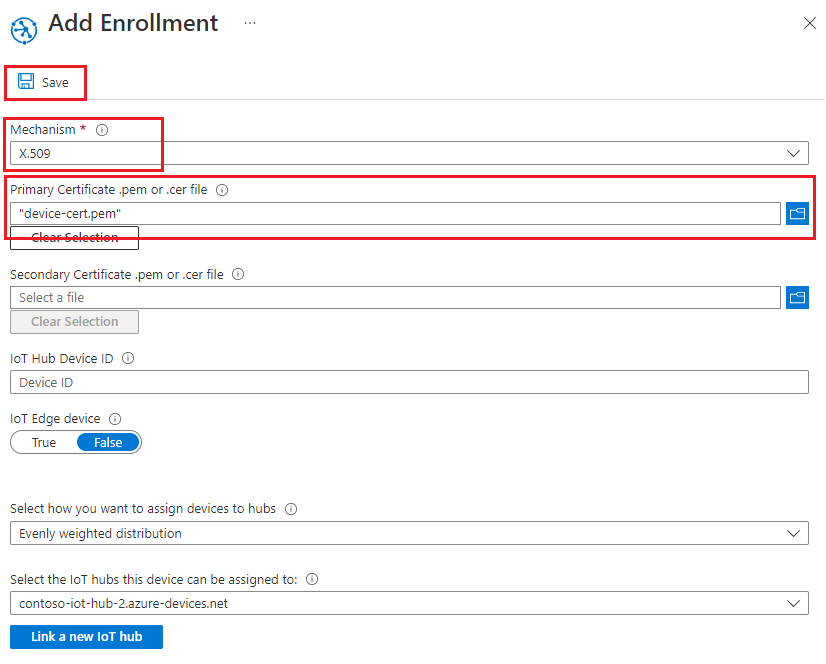 Add Enrollment ...
Save
Mechanism *
X.509
Primary Certificate .pem or .cer file
"device-cert.pem"
Clear Selection
Secondary Certificate .pem or .cer file
Select a file
Clear Selection
IoT Hub Device ID
Device ID
IoT Edge device
True False
Select how you want to assign devices to hubs
Evenly weighted distribution
Select the IoT hubs this device can be assigned to:
contoso-iot-hub-2.azure-devices.net
Link a new IoT hub